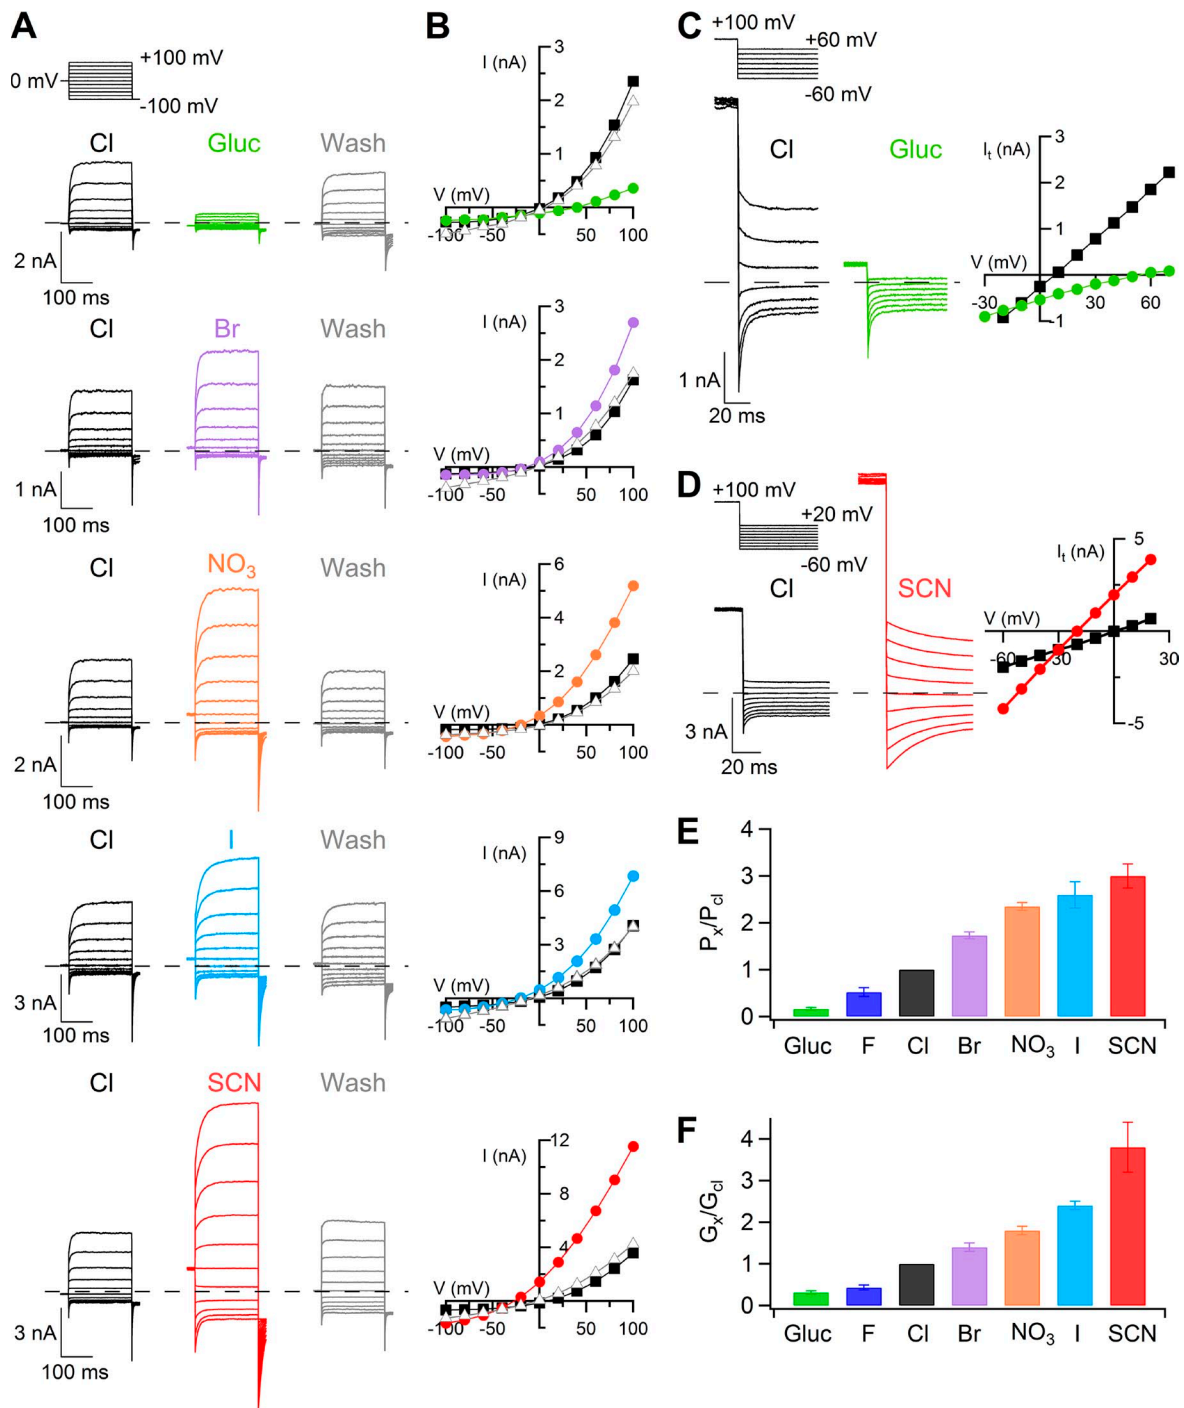 A
+100 mV
0 mV
-100 mV
Cl
Gluc
Wash
2 nA
100 ms
Cl
Br
Wash
1 nA
100 ms
Cl
NO3
Wash
2 nA
100 ms
Cl
I
Wash
3 nA
100 ms
Cl
SCN
Wash
3 nA
100 ms
B
I (nA)
3
2
1
V (mV)
-100
-50
50
100
I (nA)
3
2
1
V (mV)
-100
-50
50
100
I (nA)
6
4
2
V (mV)
-100
-50
50
100
I (nA)
9
6
3
V (mV)
-100
-50
50
100
I (nA)
12
8
4
V (mV)
-100
-50
50
100
C
+100 mV
+60 mV
-60 mV
Cl
Gluc
1 nA
20 ms
It (nA)
3
2
1
V (mV)
-30
30
60
-1
D
+100 mV
+20 mV
-60 mV
Cl
SCN
3 nA
20 ms
It (nA)
5
V (mV)
-60
-30
30
-5
E
Px/Pcl
4
3
2
1
0
Gluc F Cl Br NO3 I SCN
F
Gx/Gcl
4
3
2
1
0
Gluc F Cl Br NO3 I SCN